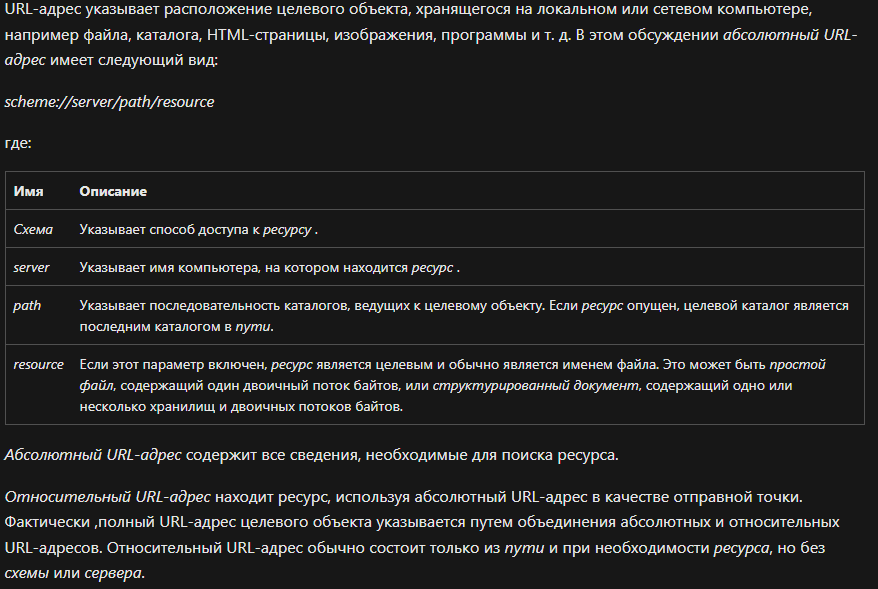 URL-адрес указывает расположение целевого объекта, хранящегося на локальном или сетевом компьютере,
например файла, каталога, HTML-страницы, изображения, программы и т. д. В этом обсуждении абсолютный URL-
адрес имеет следующий вид:
scheme://server/path/resource
где:
Имя Описание
Схема Указывает способ доступа к ресурсу .
server Указывает имя компьютера, на котором находится ресурс .
path Указывает последовательность каталогов, ведущих к целевому объекту. Если ресурс опущен, целевой каталог является
последним каталогом в пути.
resource Если этот параметр включен, ресурс является целевым и обычно является именем файла. Это может быть простой
файл, содержащий один двоичный поток байтов, или структурированный документ, содержащий одно или
несколько хранилищ и двоичных потоков байтов.
Абсолютный URL-адрес содержит все сведения, необходимые для поиска ресурса.
Относительный URL-адрес находит ресурс, используя абсолютный URL-адрес в качестве отправной точки.
Фактически ,полный URL-адрес целевого объекта указывается путем объединения абсолютных и относительных
URL-адресов. Относительный URL-адрес обычно состоит только из пути и при необходимости ресурса, но без
схемы или сервера.